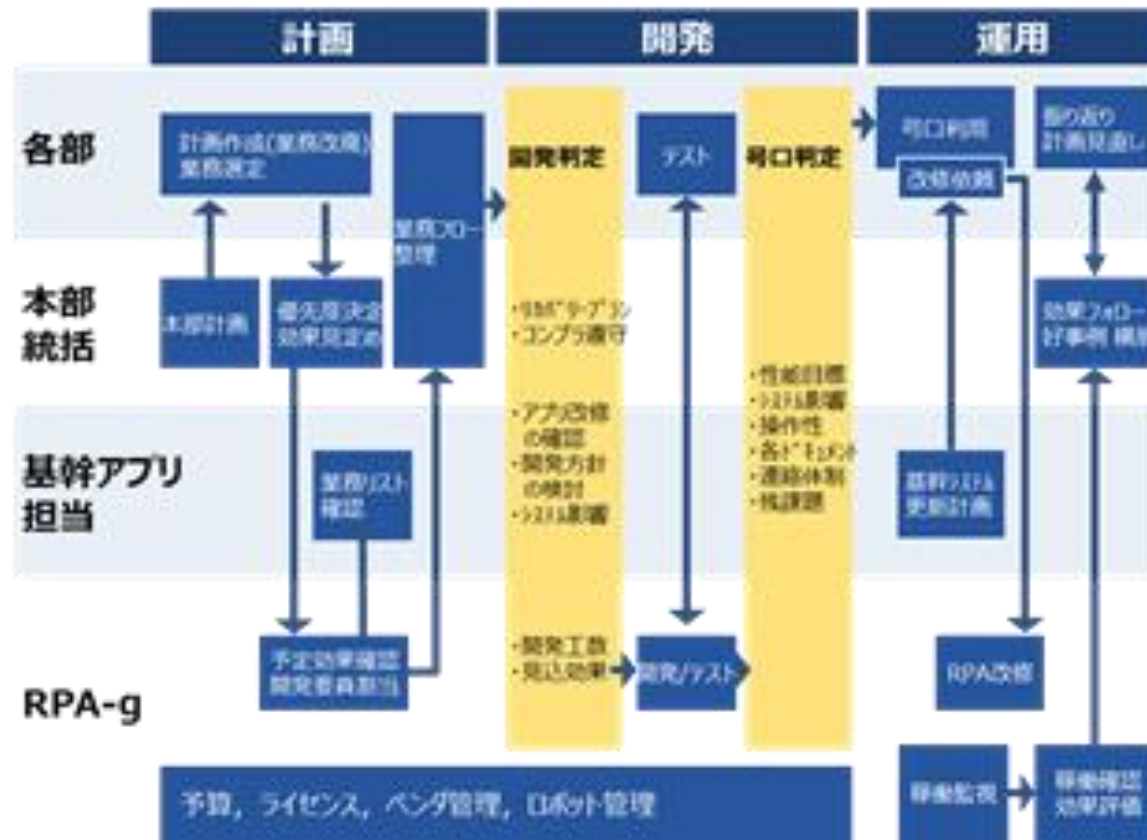 計画
開発
運用
各部
計画作成(業務改廃)
業務選定
業務フロー
整理
開発判定
テスト
号口判定
号口利用
改修依頼
振り返り
計画見直し
本部
統括
本部計画
優先度決定
効果見定め
・リカバリープラン
・コンプラ遵守
・アプリ改修
の確認
・開発方針
の検討
・システム影響
・性能目標
・システム影響
・操作性
・各ドキュメント
・連絡体制
・残課題
効果フォロー
好事例 横展
基幹アプリ
担当
業務リスト
確認
基幹システム
更新計画
RPA-g
予定効果確認
開発要員割当
・開発工数
・見込効果
開発/テスト
RPA改修
稼働監視
稼働確認
効果評価
予算, ライセンス, ベンダ管理, ロボット管理